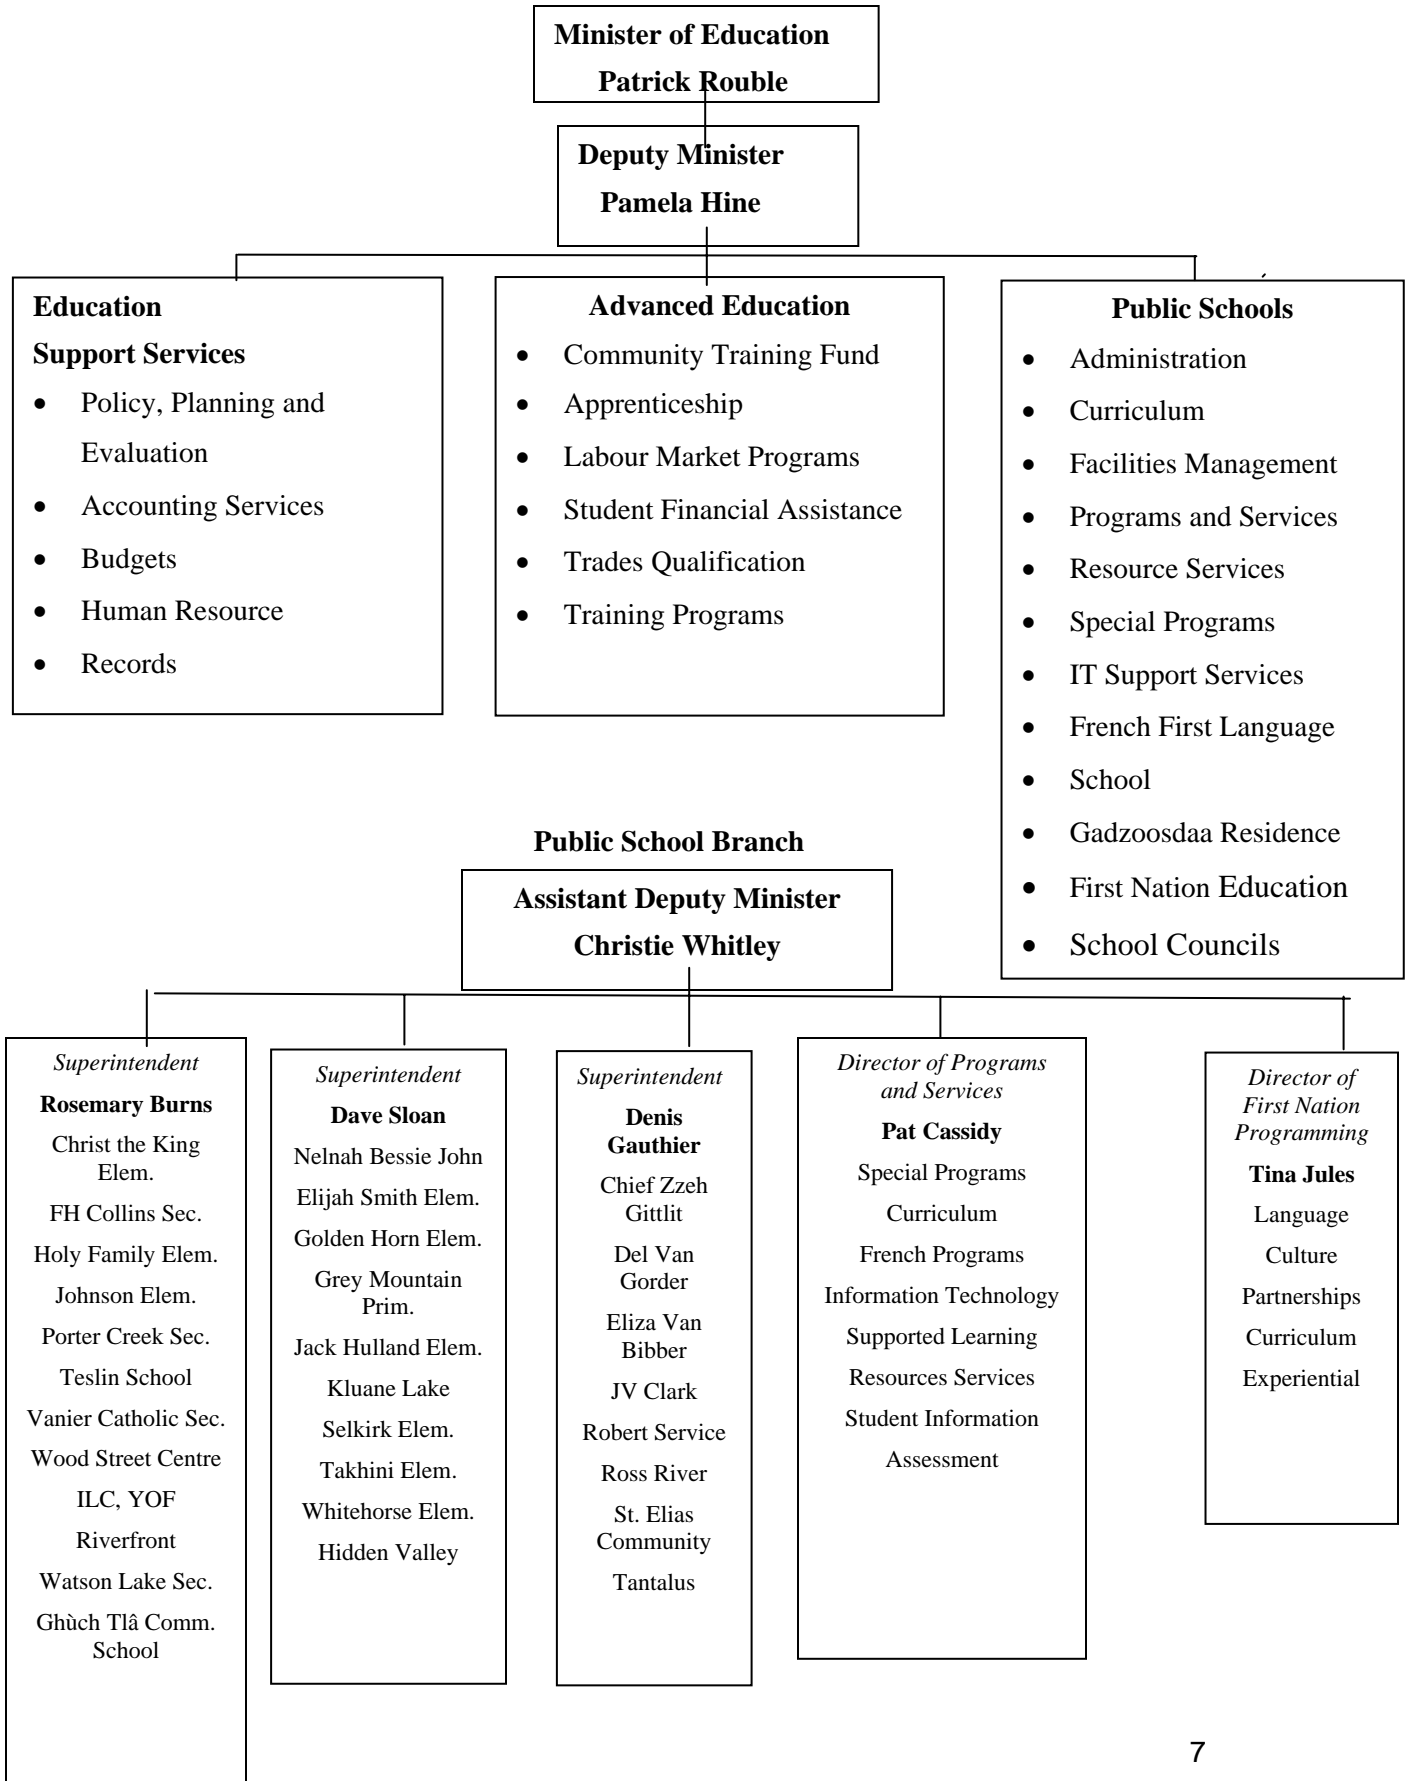 Minister of Education
Patrick Rouble
Deputy Minister
Pamela Hine
Education
Support Services
• Policy, Planning and
Evaluation
• Accounting Services
• Budgets
• Human Resource
• Records
Advanced Education
• Community Training Fund
• Apprenticeship
• Labour Market Programs
• Student Financial Assistance
• Trades Qualification
• Training Programs
Public Schools
• Administration
• Curriculum
• Facilities Management
• Programs and Services
• Resource Services
• Special Programs
• IT Support Services
• French First Language
• School
• Gadzoosdaa Residence
• First Nation Education
• School Councils
Public School Branch
Assistant Deputy Minister
Christie Whitley
Superintendent
Rosemary Burns
Christ the King
Elem.
FH Collins Sec.
Holy Family Elem.
Johnson Elem.
Porter Creek Sec.
Teslin School
Vanier Catholic Sec.
Wood Street Centre
ILC, YOF
Riverfront
Watson Lake Sec.
Ghùch Tlâ Comm.
School
Superintendent
Dave Sloan
Nelnah Bessie John
Elijah Smith Elem.
Golden Horn Elem.
Grey Mountain
Prim.
Jack Hulland Elem.
Kluane Lake
Selkirk Elem.
Takhini Elem.
Whitehorse Elem.
Hidden Valley
Superintendent
Denis
Gauthier
Chief Zzeh
Gittlit
Del Van
Gorder
Eliza Van
Bibber
JV Clark
Robert Service
Ross River
St. Elias
Community
Tantalus
Director of Programs
and Services
Pat Cassidy
Special Programs
Curriculum
French Programs
Information Technology
Supported Learning
Resources Services
Student Information
Assessment
Director of
First Nation
Programming
Tina Jules
Language
Culture
Partnerships
Curriculum
Experiential
7